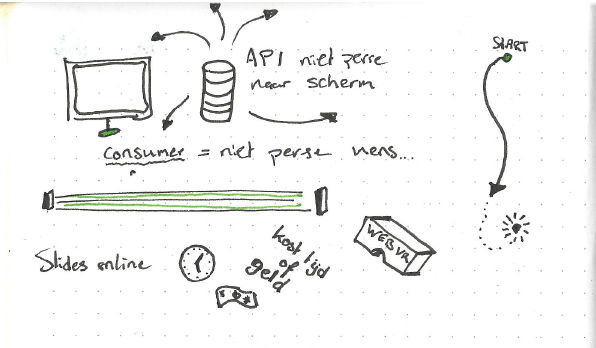 START
API niet perse
naar scherm
consumer = niet perse mens...
Slides online
kost tijd
of
geld
WEBVR